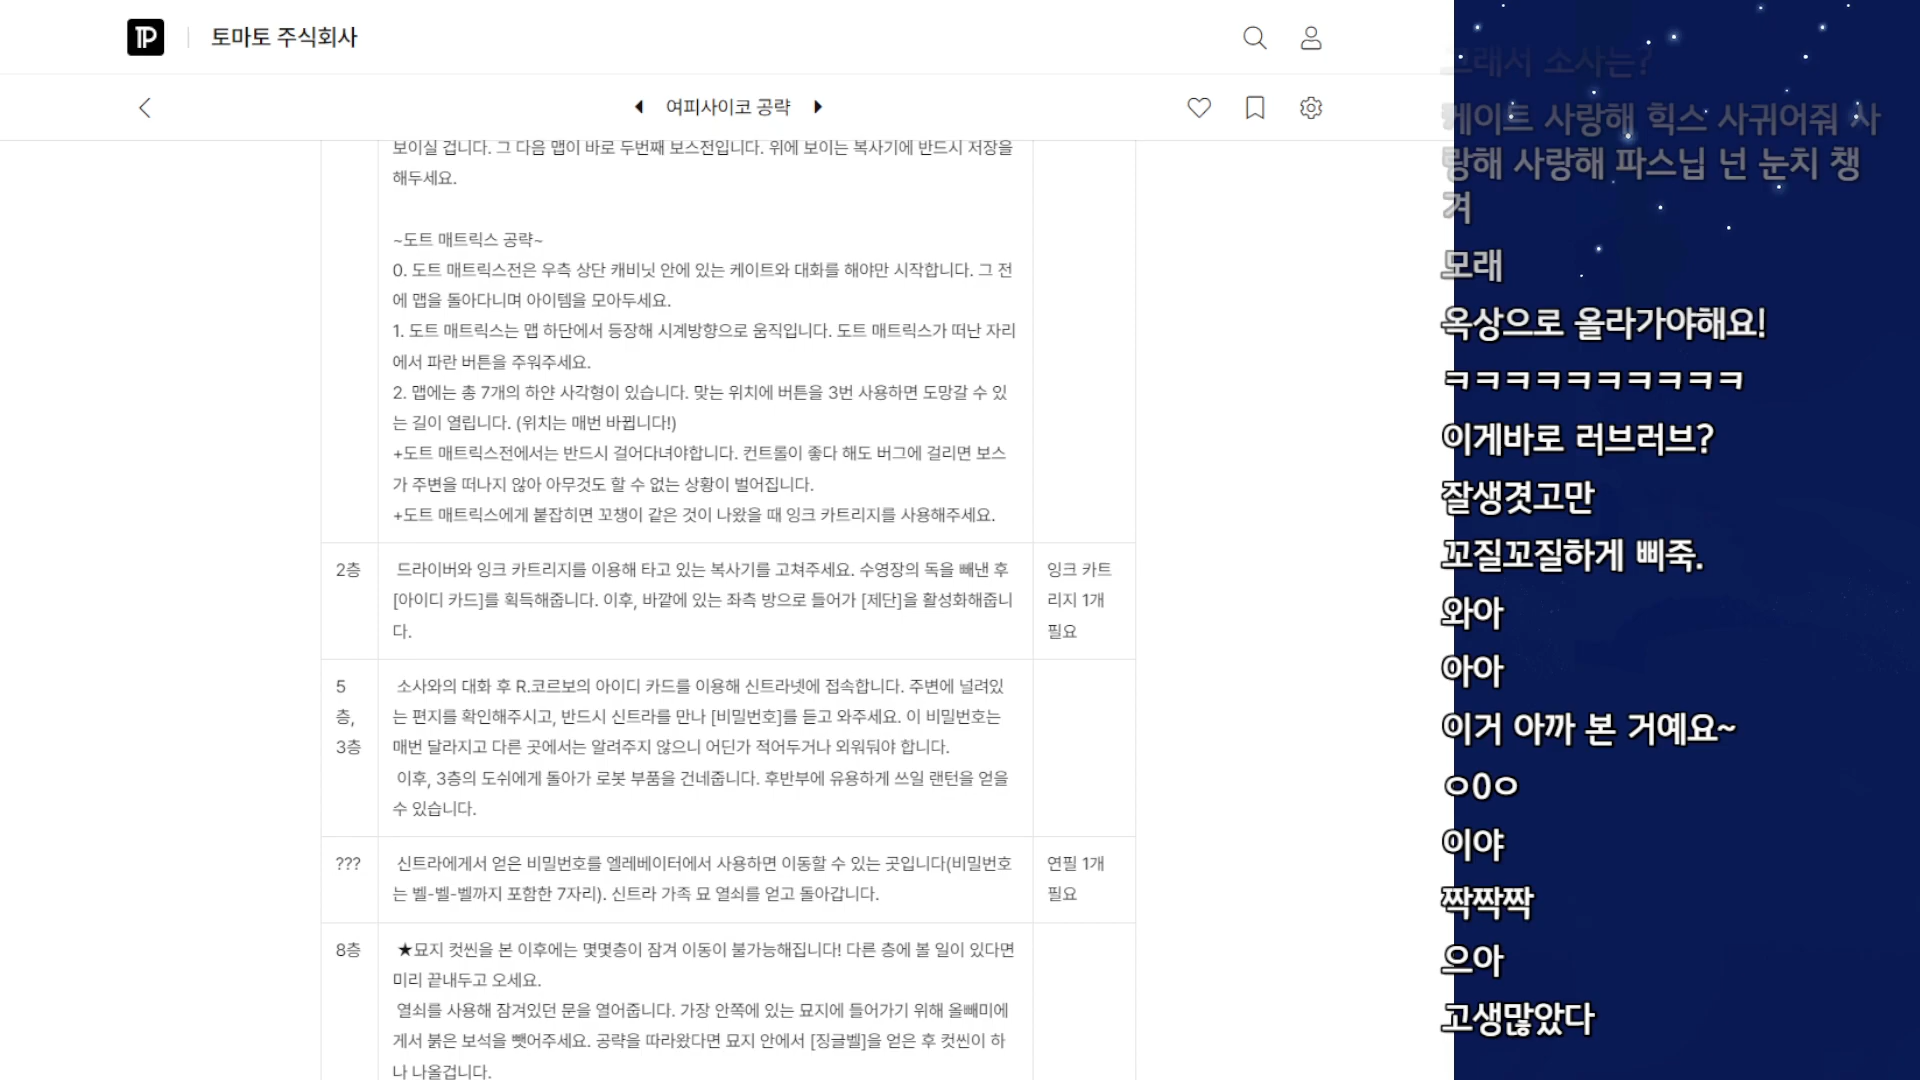 토마토 주식회사
여피사이코 공략
보이실 겁니다. 그 다음 맵이 바로 두번째 보스전입니다. 위에 보이는 복사기에 반드시 저장을
해두세요.
~도트 매트릭스 공략~
0. 도트 매트릭스전은 우측 상단 캐비닛 안에 있는 케이트와 대화를 해야만 시작합니다. 그 전
에 맵을 돌아다니며 아이템을 모아두세요.
1. 도트 매트릭스는 맵 하단에서 등장해 시계방향으로 움직입니다. 도트 매트릭스가 떠난 자리
에서 파란 버튼을 주워주세요.
2. 맵에는 총 7개의 하얀 사각형이 있습니다. 맞는 위치에 버튼을 3번 사용하면 도망갈 수 있
는 길이 열립니다. (위치는 매번 바뀝니다!)
+도트 매트릭스전에서는 반드시 걸어다녀야합니다. 컨트롤이 좋다 해도 버그에 걸리면 보스
가 주변을 떠나지 않아 아무것도 할 수 없는 상황이 벌어집니다.
+도트 매트릭스에게 붙잡히면 꼬챙이 같은 것이 나왔을 때 잉크 카트리지를 사용해주세요.
2층
드라이버와 잉크 카트리지를 이용해 타고 있는 복사기를 고쳐주세요. 수영장의 독을 빼낸 후
[아이디 카드]를 획득해줍니다. 이후, 바깥에 있는 좌측 방으로 들어가 [제단]을 활성화해줍니
다.
잉크 카트
리지 1개
필요
5
층,
3층
소사와의 대화 후 R.코르보의 아이디 카드를 이용해 신트라넷에 접속합니다. 주변에 널려있
는 편지를 확인해주시고, 반드시 신트라를 만나 [비밀번호]를 듣고 와주세요. 이 비밀번호는
매번 달라지고 다른 곳에서는 알려주지 않으니 어딘가 적어두거나 외워둬야 합니다.
이후, 3층의 도쉬에게 돌아가 로봇 부품을 건네줍니다. 후반부에 유용하게 쓰일 랜턴을 얻을
수 있습니다.
???
신트라에게서 얻은 비밀번호를 엘레베이터에서 사용하면 이동할 수 있는 곳입니다(비밀번호
는 벨-벨-벨까지 포함한 7자리). 신트라 가족 묘 열쇠를 얻고 돌아갑니다.
연필 1개
필요
8층
★묘지 컷씬을 본 이후에는 몇몇층이 잠겨 이동이 불가능해집니다! 다른 층에 볼 일이 있다면
미리 끝내두고 오세요.
열쇠를 사용해 잠겨있던 문을 열어줍니다. 가장 안쪽에 있는 묘지에 들어가기 위해 올빼미에
게서 붉은 보석을 뺏어주세요. 공략을 따라왔다면 묘지 안에서 [징글벨]을 얻은 후 컷씬이 하
나 나올겁니다.
그래서 소사는?
케이트 사랑해 힉스 사귀어줘 사
랑해 사랑해 파스닙 넌 눈치 챙
겨
모래
옥상으로 올라가야해요!
ㅋㅋㅋㅋㅋㅋㅋㅋㅋㅋ
이게바로 러브러브?
잘생겻고만
꼬질꼬질하게 삐죽.
와아
아아
이거 아까 본 거예요~
ㅇ0ㅇ
이야
짝짝짝
으아
고생많았다